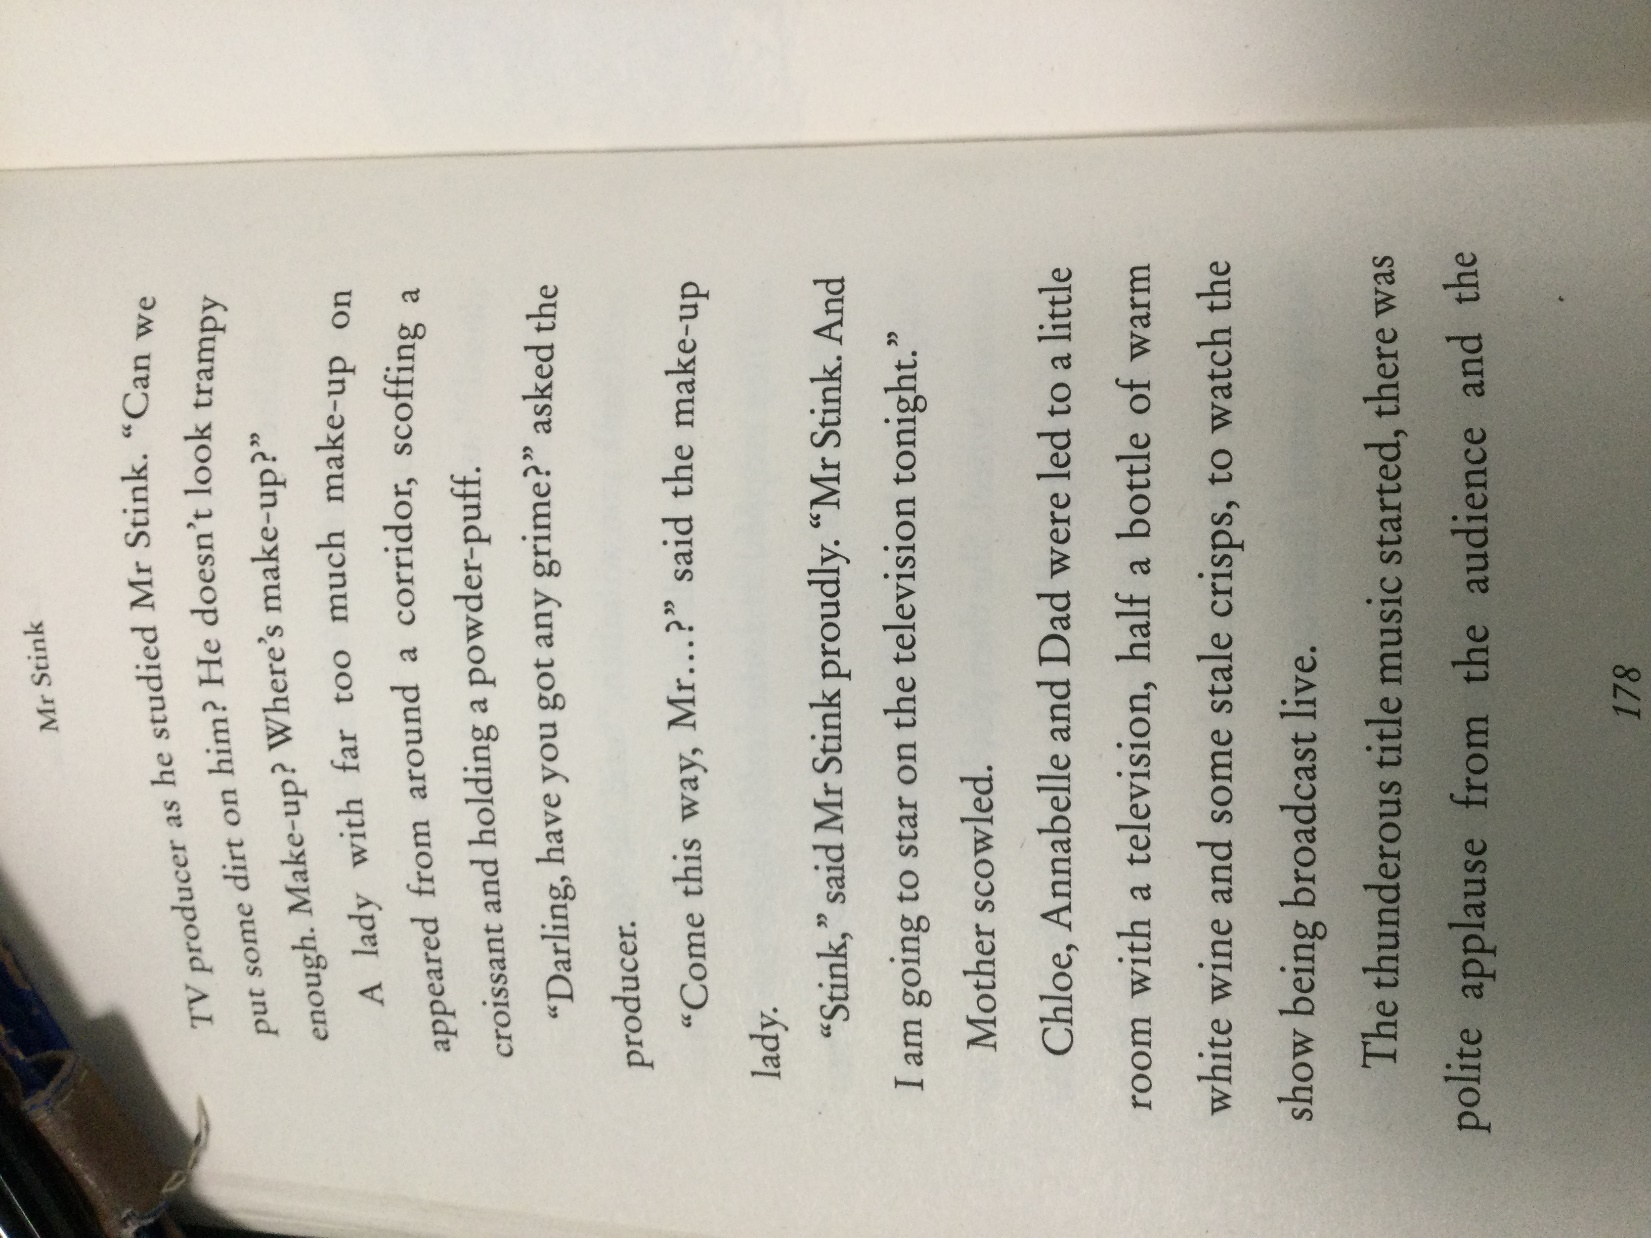 Mr Stink
TV producer as he studied Mr Stink. “Can we
put some dirt on him? He doesn’t look trampy
enough. Make-up? Where’s make-up?”
A lady with far too much make-up on
appeared from around a corridor, scoffing a
croissant and holding a powder-puff.
“Darling, have you got any grime?” asked the
producer.
“Come this way, Mr…?” said the make-up
lady.
“Stink,” said Mr Stink proudly. “Mr Stink. And
I am going to star on the television tonight.”
Mother scowled.
Chloe, Annabelle and Dad were led to a little
room with a television, half a bottle of warm
white wine and some stale crisps, to watch the
show being broadcast live.
The thunderous title music started, there was
polite applause from the audience and the
178